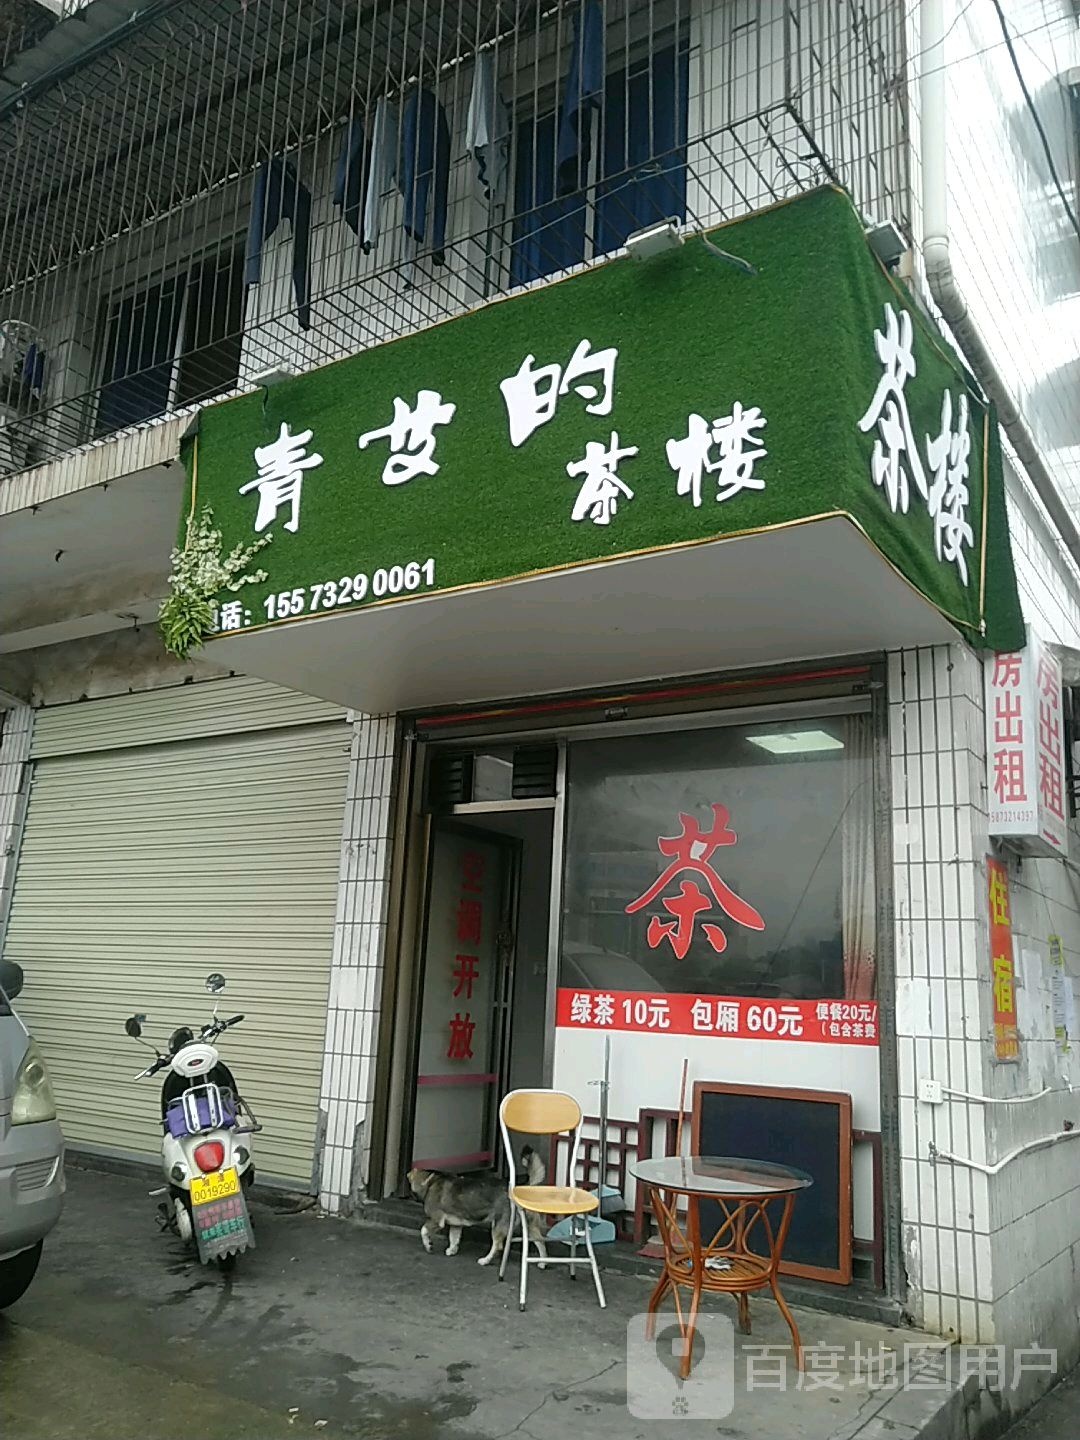 青艾的
茶楼
茶楼
话：155 7329 0061
房出租
房出租
5873214397
住宿
茶
空调开放
绿茶 10元 包厢 60元 便餐20元/
（包含茶费
0019290
百度地图用户